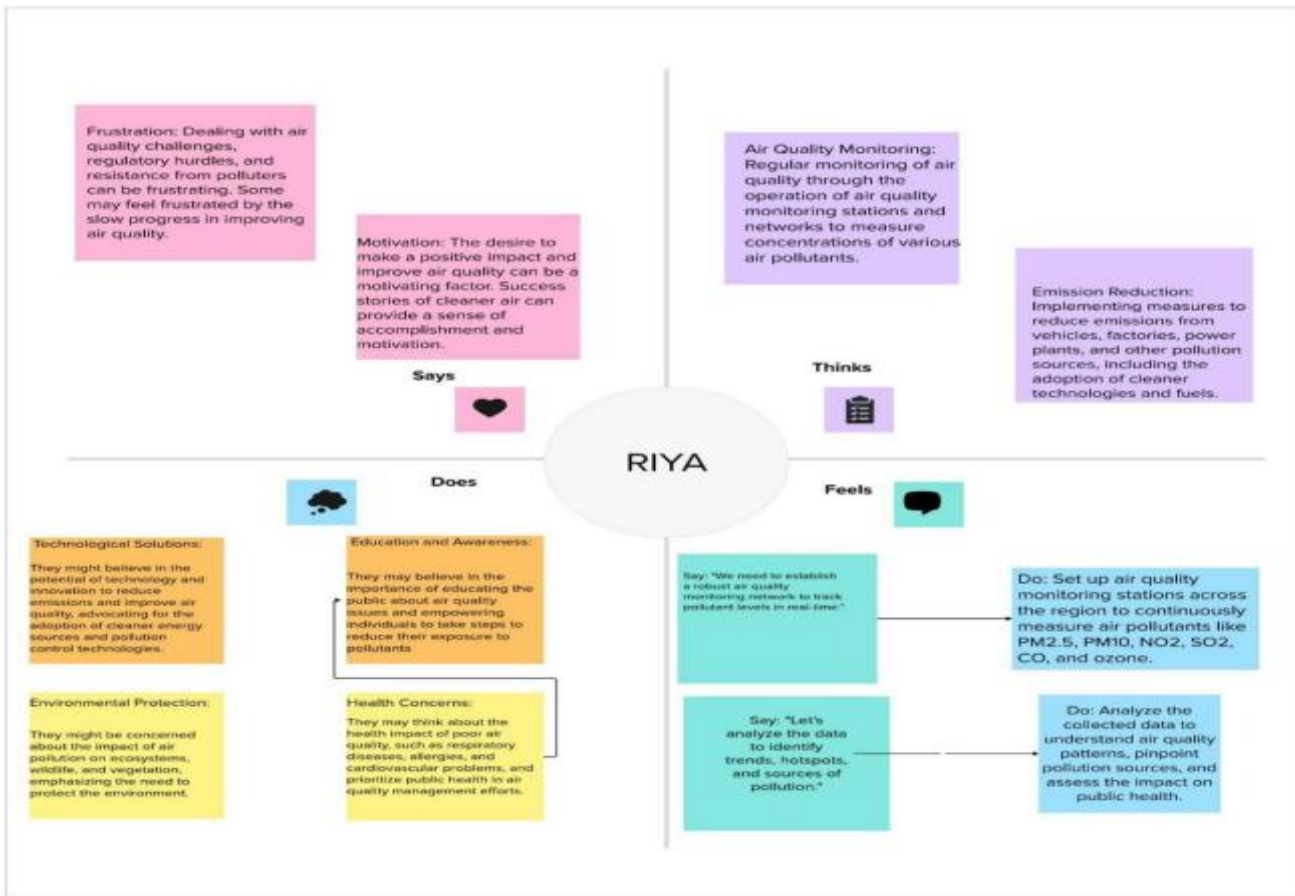 Frustration: Dealing with air
quality challenges,
regulatory hurdles, and
resistance from polluters
can be frustrating. Some
may feel frustrated by the
slow progress in improving
air quality.
Motivation: The desire to
make a positive impact and
improve air quality can be a
motivating factor. Success
stories of cleaner air can
provide a sense of
accomplishment and
motivation.
Says
Air Quality Monitoring:
Regular monitoring of air
quality through the
operation of air quality
monitoring stations and
networks to measure
concentrations of various
air pollutants.
Emission Reduction:
Implementing measures to
reduce emissions from
vehicles, factories, power
plants, and other pollution
sources, including the
adoption of cleaner
technologies and fuels.
Thinks
RIYA
Does
Technological Solutions:
They might believe in the
potential of technology and
innovation to reduce
emissions and improve air
quality, advocating for the
adoption of cleaner energy
sources and pollution
control technologies.
Education and Awareness:
They may believe in the
importance of educating the
public about air quality
issues and empowering
individuals to take steps to
reduce their exposure to
pollutants
Environmental Protection:
They might be concerned
about the impact of air
pollution on ecosystems,
wildlife, and vegetation,
emphasizing the need to
protect the environment.
Health Concerns:
They may think about the
health impact of poor air
quality, such as respiratory
diseases, allergies, and
cardiovascular problems, and
prioritize public health in air
quality management efforts.
Feels
Say: "We need to establish
a robust air quality
monitoring network to track
pollutant levels in real-time."
Do: Set up air quality
monitoring stations across
the region to continuously
measure air pollutants like
PM2.5, PM10, NO2, SO2,
CO, and ozone.
Say: "Let's
analyze the data
to identify
trends, hotspots,
and sources of
pollution."
Do: Analyze the
collected data to
understand air quality
patterns, pinpoint
pollution sources, and
assess the impact on
public health.